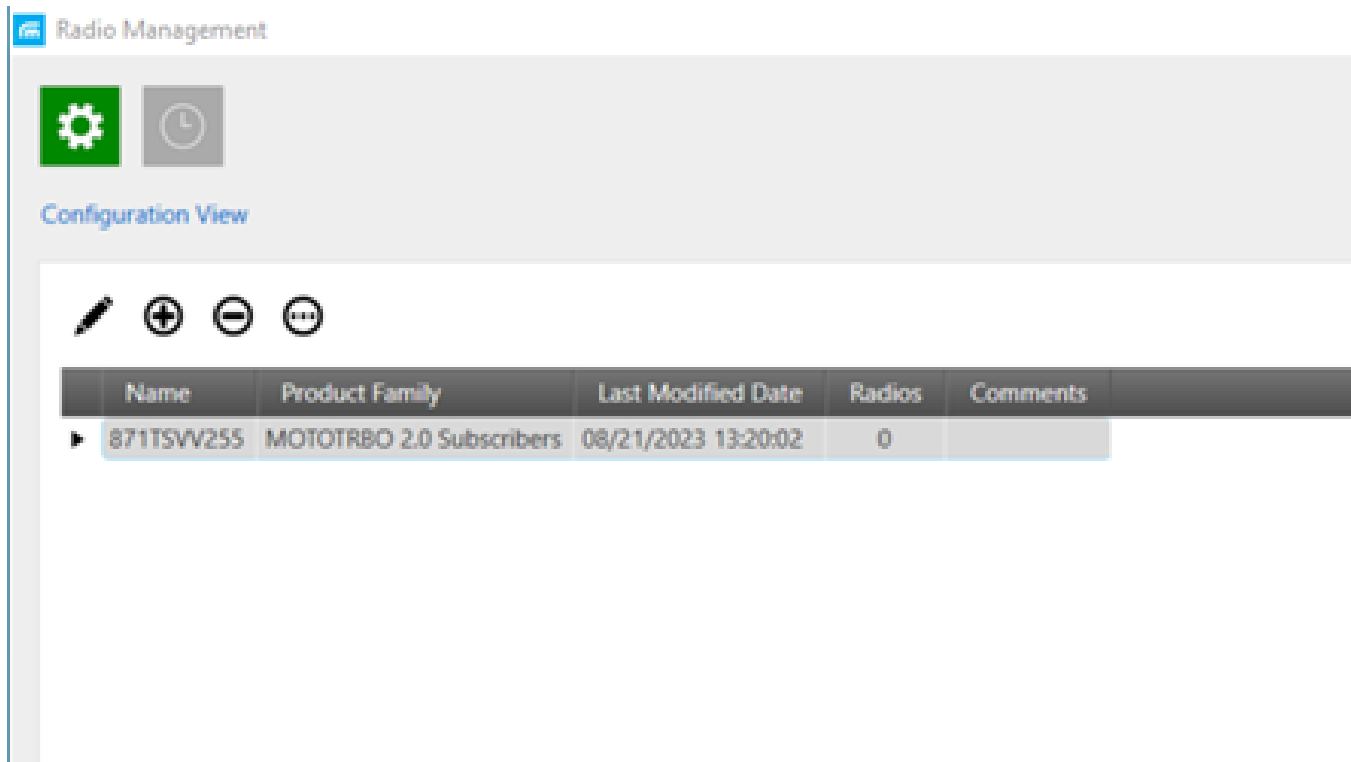 Radio Management
Configuration View
Name Product Family Last Modified Date Radios Comments
871TSVV255 MOTOTRBO 2.0 Subscribers 08/21/2023 13:20:02 0